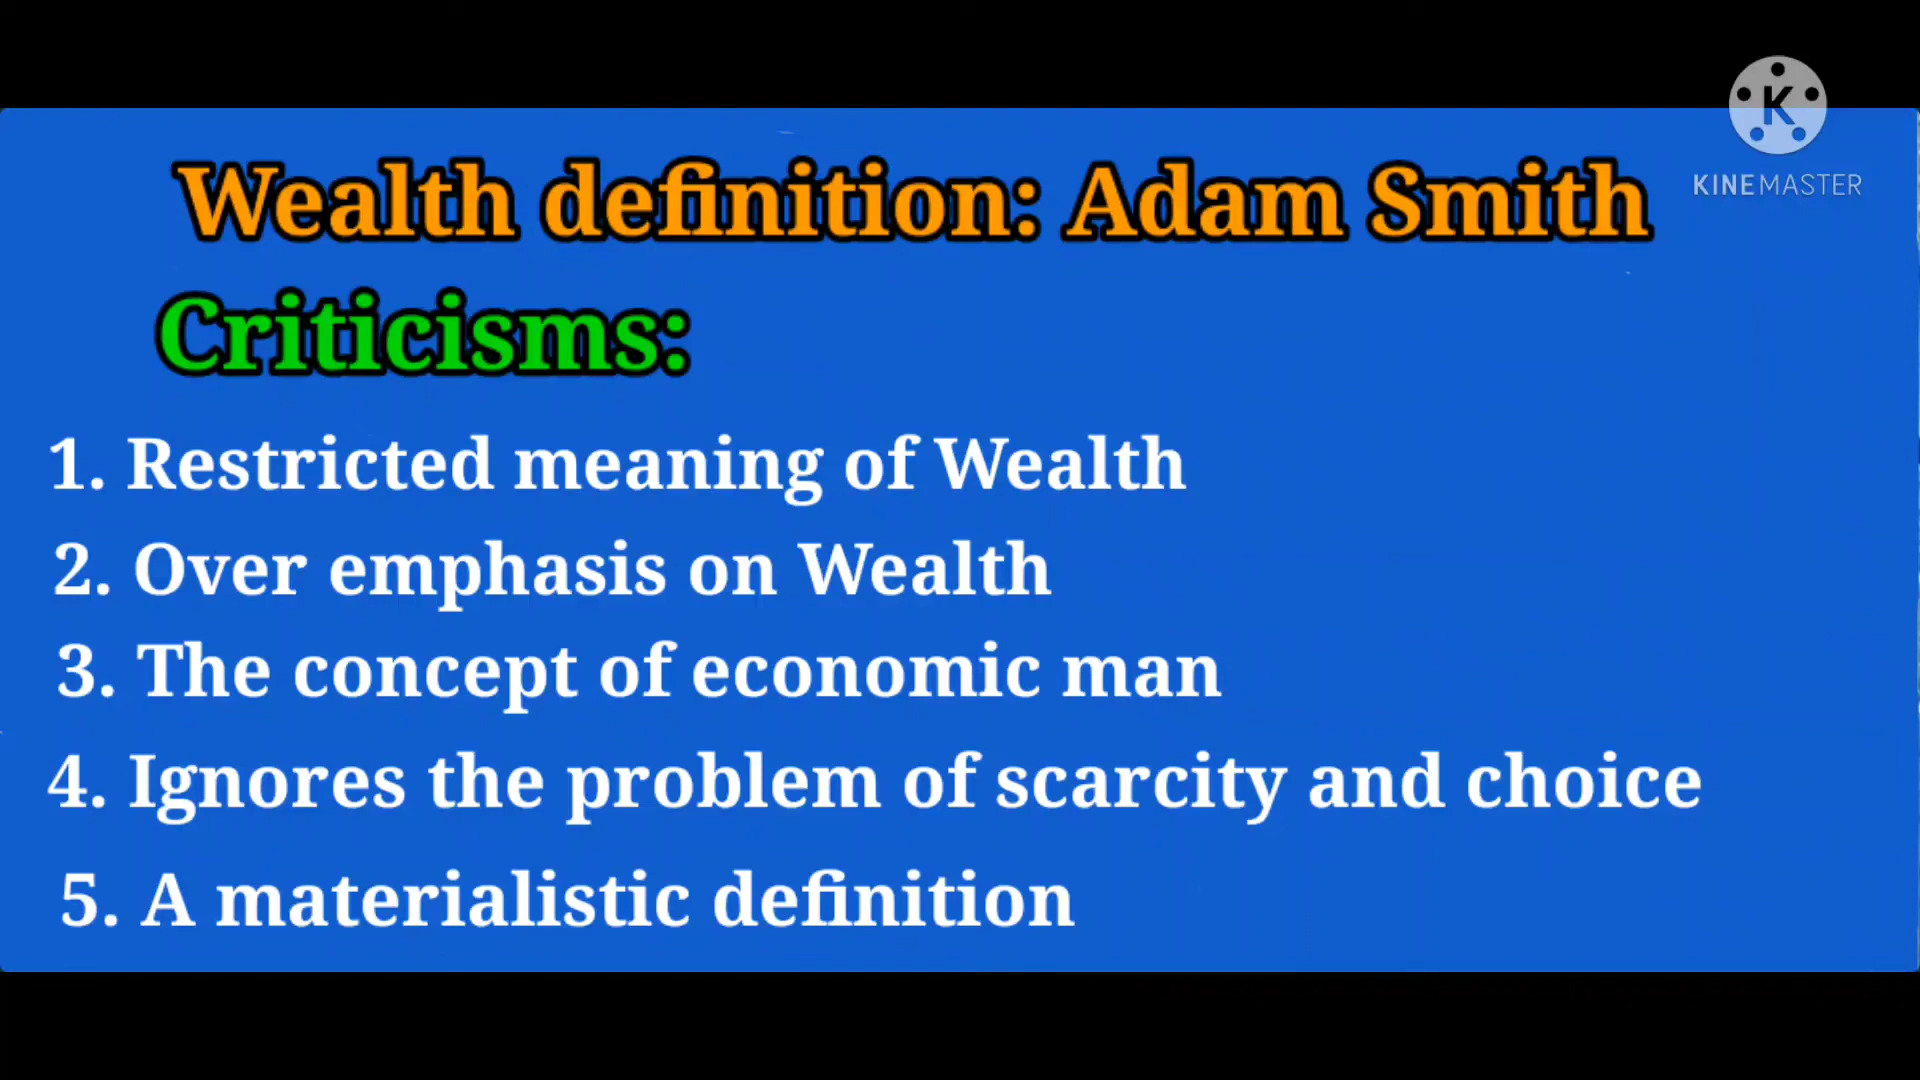 K
KINEMASTER
Wealth definition: Adam Smith
Criticisms:
1. Restricted meaning of Wealth
2. Over emphasis on Wealth
3. The concept of economic man
4. Ignores the problem of scarcity and choice
5. A materialistic definition